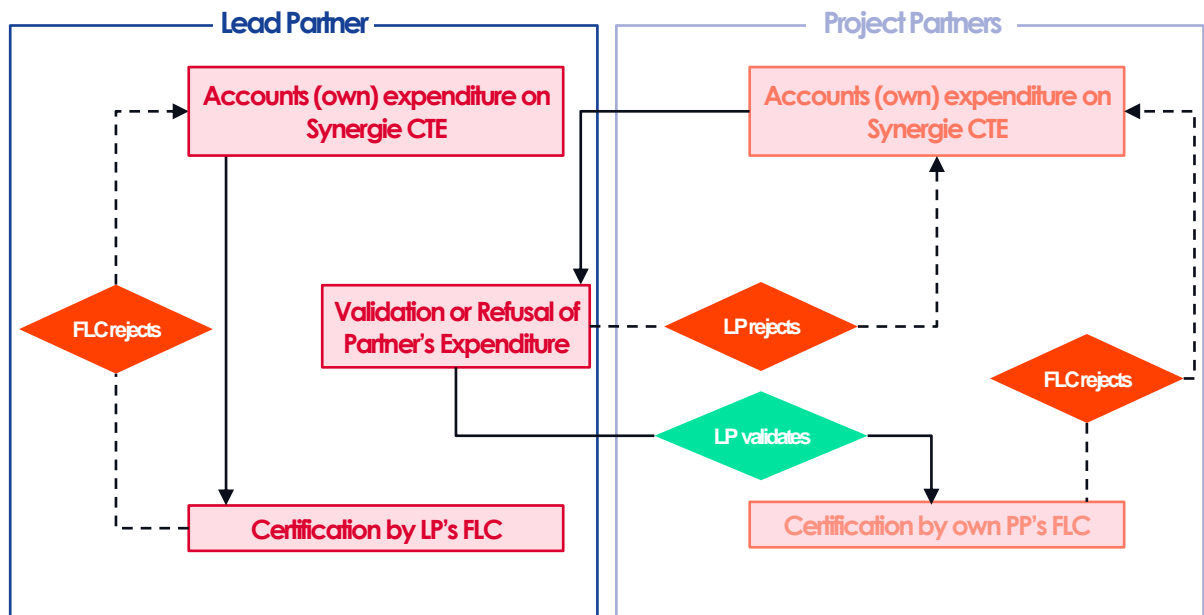 Lead Partner
Accounts (own) expenditure on
Synergie CTE
FLC rejects
Validation or Refusal of
Partner's Expenditure
Certification by LP's FLC
Project Partners
Accounts (own) expenditure on
Synergie CTE
LP rejects
FLC rejects
LP validates
Certification by own PP's FLC